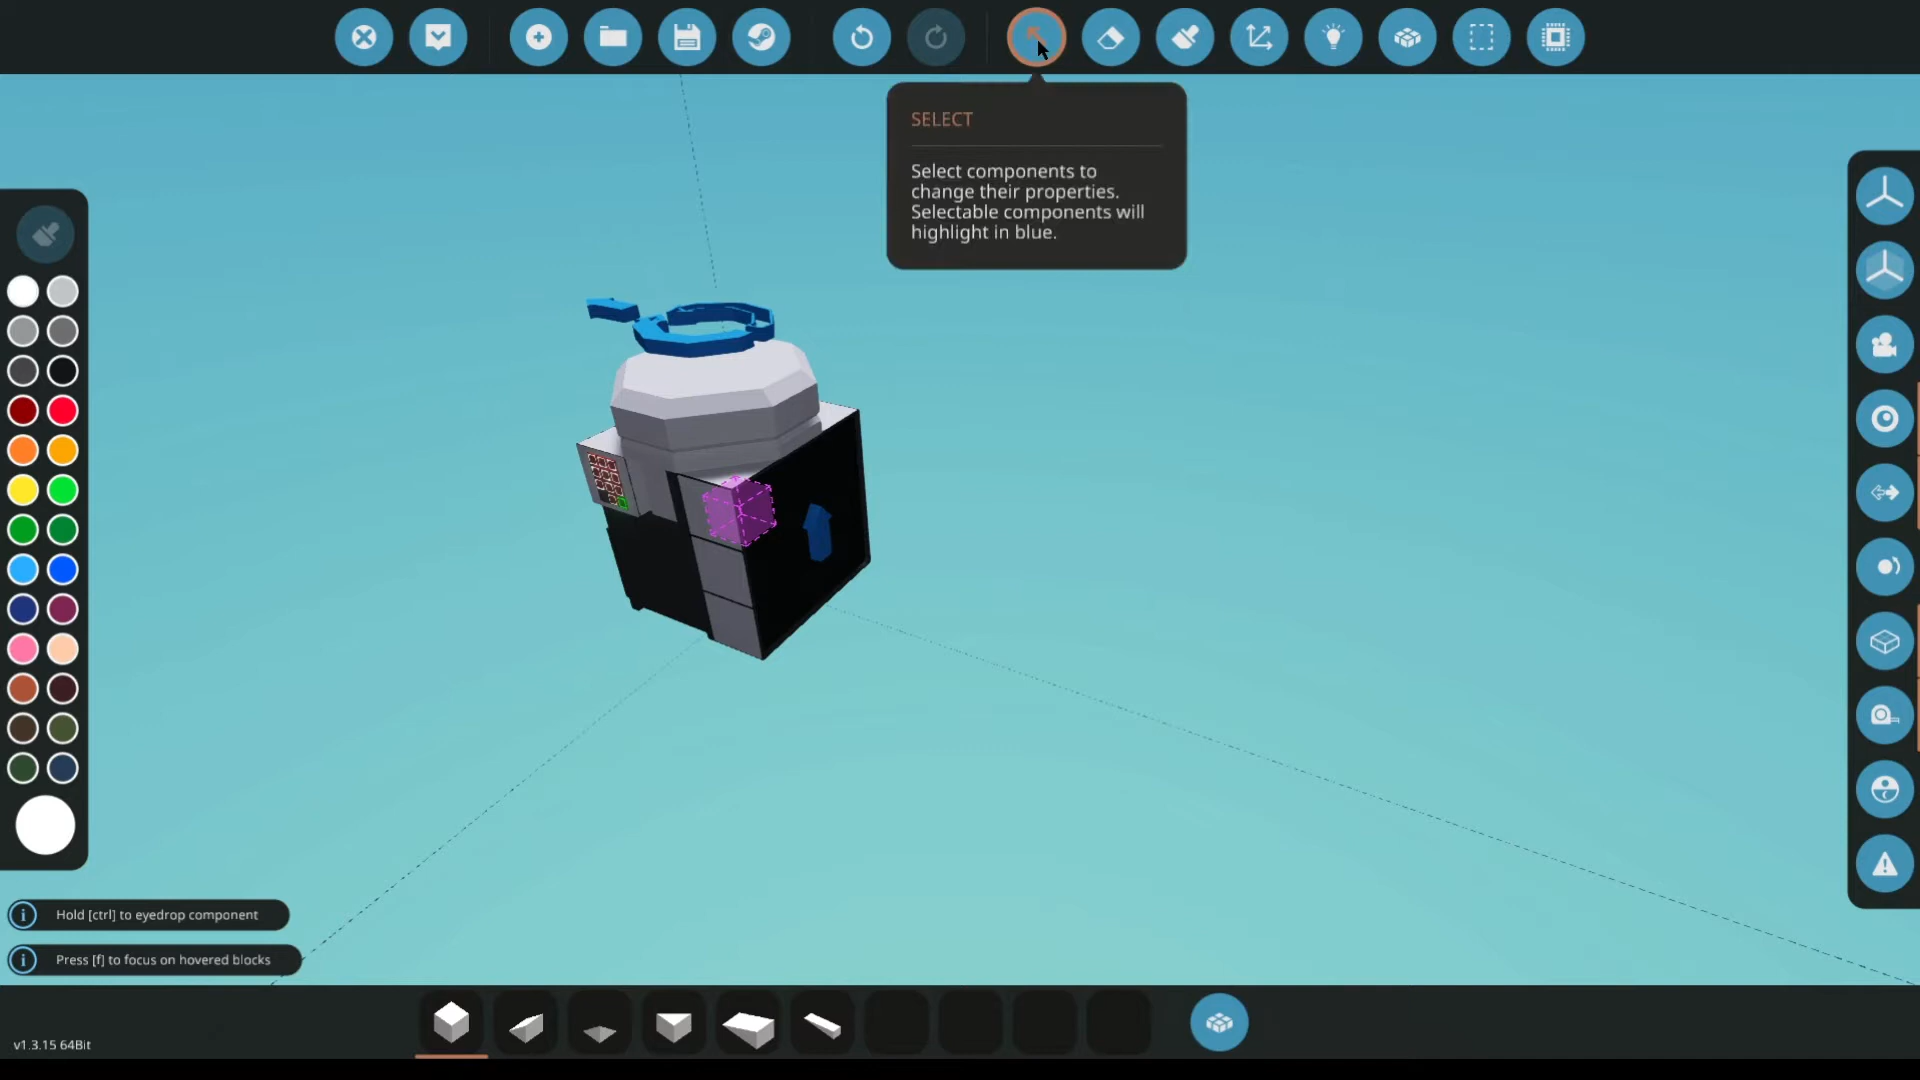 SELECT
Select components to
change their properties.
Selectable components will
highlight in blue.
Hold [ctrl] to eyedrop component
Press [f] to focus on hovered blocks
v1.3.15 64Bit